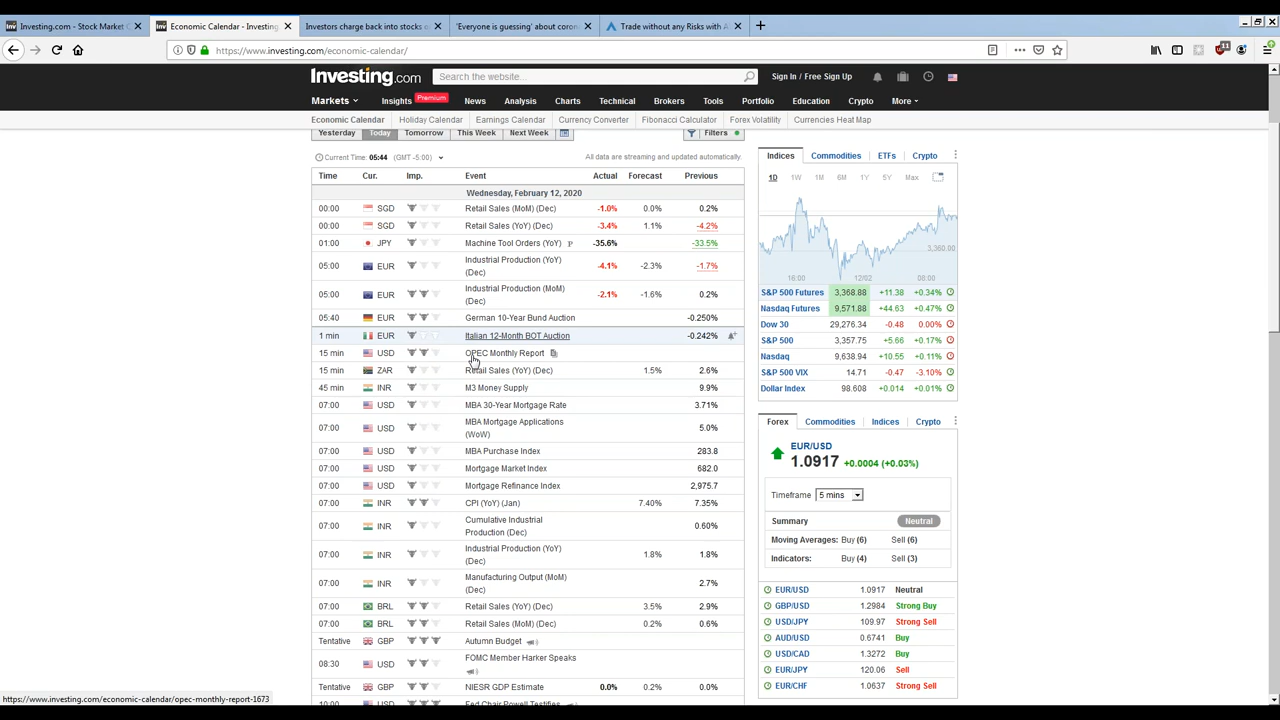 Investing.com - Stock Market Q
Economic Calendar - Investing
Investors charge back into stocks o
'Everyone is guessing' about coron
Trade without any Risks with A
https://www.investing.com/economic-calendar/
11
Investing.com
Search the website...
Sign In / Free Sign Up
Markets
Insights
Premium
News
Analysis
Charts
Technical
Brokers
Tools
Portfolio
Education
Crypto
More
Economic Calendar
Holiday Calendar
Earnings Calendar
Currency Converter
Fibonacci Calculator
Forex Volatility
Currencies Heat Map
Yesterday
Today
Tomorrow
This Week
Next Week
Filters
Current Time: 05:44 (GMT -5:00)
All data are streaming and updated automatically.
Time Cur. Imp. Event Actual Forecast Previous
Wednesday, February 12, 2020
00:00 SGD Retail Sales (MoM) (Dec) -1.0% 0.0% 0.2%
00:00 SGD Retail Sales (YoY) (Dec) -3.4% 1.1% -4.2%
01:00 JPY Machine Tool Orders (YoY) P -35.6% -33.5%
05:00 EUR Industrial Production (YoY) (Dec) -4.1% -2.3% -1.7%
05:00 EUR Industrial Production (MoM) (Dec) -2.1% -1.6% 0.2%
05:40 EUR German 10-Year Bund Auction -0.250%
1 min EUR Italian 12-Month BOT Auction -0.242%
15 min USD OPEC Monthly Report
15 min ZAR Retail Sales (YoY) (Dec) 1.5% 2.6%
45 min INR M3 Money Supply 9.9%
07:00 USD MBA 30-Year Mortgage Rate 3.71%
07:00 USD MBA Mortgage Applications (WoW) 5.0%
07:00 USD MBA Purchase Index 283.8
07:00 USD Mortgage Market Index 682.0
07:00 USD Mortgage Refinance Index 2,975.7
07:00 INR CPI (YoY) (Jan) 7.40% 7.35%
07:00 INR Cumulative Industrial Production (Dec) 0.60%
07:00 INR Industrial Production (YoY) (Dec) 1.8% 1.8%
07:00 INR Manufacturing Output (MoM) (Dec) 2.7%
07:00 BRL Retail Sales (YoY) (Dec) 3.5% 2.9%
07:00 BRL Retail Sales (MoM) (Dec) 0.2% 0.6%
Tentative GBP Autumn Budget
08:30 USD FOMC Member Harker Speaks
Tentative GBP NIESR GDP Estimate 0.0% 0.2% 0.0%
10:00 USD Fed Chair Powell Testifies
Indices
Commodities
ETFs
Crypto
1D 1W 1M 6M 1Y 5Y Max
3,360.00
16:00 12/02 08:00
S&P 500 Futures 3,368.88 +11.38 +0.34%
Nasdaq Futures 9,571.88 +44.63 +0.47%
Dow 30 29,276.34 -0.48 0.00%
S&P 500 3,357.75 +5.66 +0.17%
Nasdaq 9,638.94 +10.55 +0.11%
S&P 500 VIX 14.71 -0.47 -3.10%
Dollar Index 98.608 +0.014 +0.01%
Forex
Commodities
Indices
Crypto
EUR/USD
1.0917 +0.0004 (+0.03%)
Timeframe 5 mins
Summary Neutral
Moving Averages: Buy (6) Sell (6)
Indicators: Buy (4) Sell (3)
EUR/USD 1.0917 Neutral
GBP/USD 1.2984 Strong Buy
USD/JPY 109.97 Strong Sell
AUD/USD 0.6741 Buy
USD/CAD 1.3272 Buy
EUR/JPY 120.06 Sell
EUR/CHF 1.0637 Strong Sell
https://www.investing.com/economic-calendar/opec-monthly-report-1673